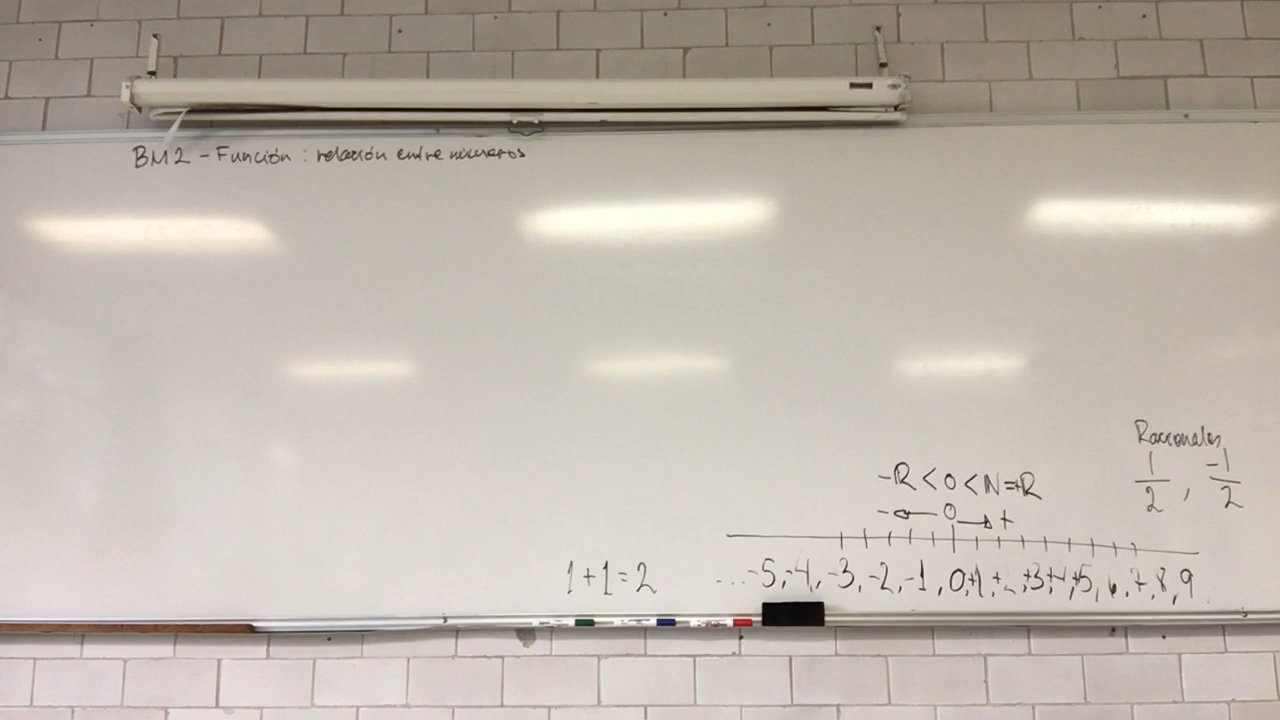 BM2 - Función : relación entre números
Racionales
1/2 , -1/2
-ℝ < 0 < ℕ = +ℝ
- ← 0 → +
1 + 1 = 2
... -5, -4, -3, -2, -1, 0, +1, +2, +3, +4, +5, 6, 7, 8, 9